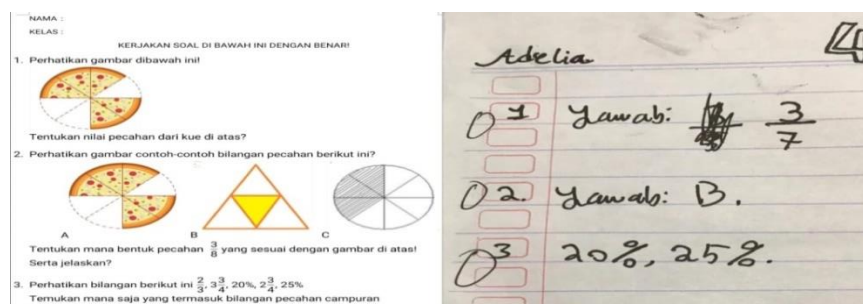 NAMA :
KELAS :
KERJAKAN SOAL DI BAWAH INI DENGAN BENAR!
1. Perhatikan gambar dibawah ini!
Tentukan nilai pecahan dari kue di atas?
2. Perhatikan gambar contoh-contoh bilangan pecahan berikut ini?
A B C
Tentukan mana bentuk pecahan 3/8 yang sesuai dengan gambar di atas!
Serta jelaskan?
3. Perhatikan bilangan berikut ini 2/3, 3 3/4, 20%, 2 3/4, 25%
Temukan mana saja yang termasuk bilangan pecahan campuran
Adelia
1 Jawab: 3/7
2. Jawab: B.
3 20%, 25%.